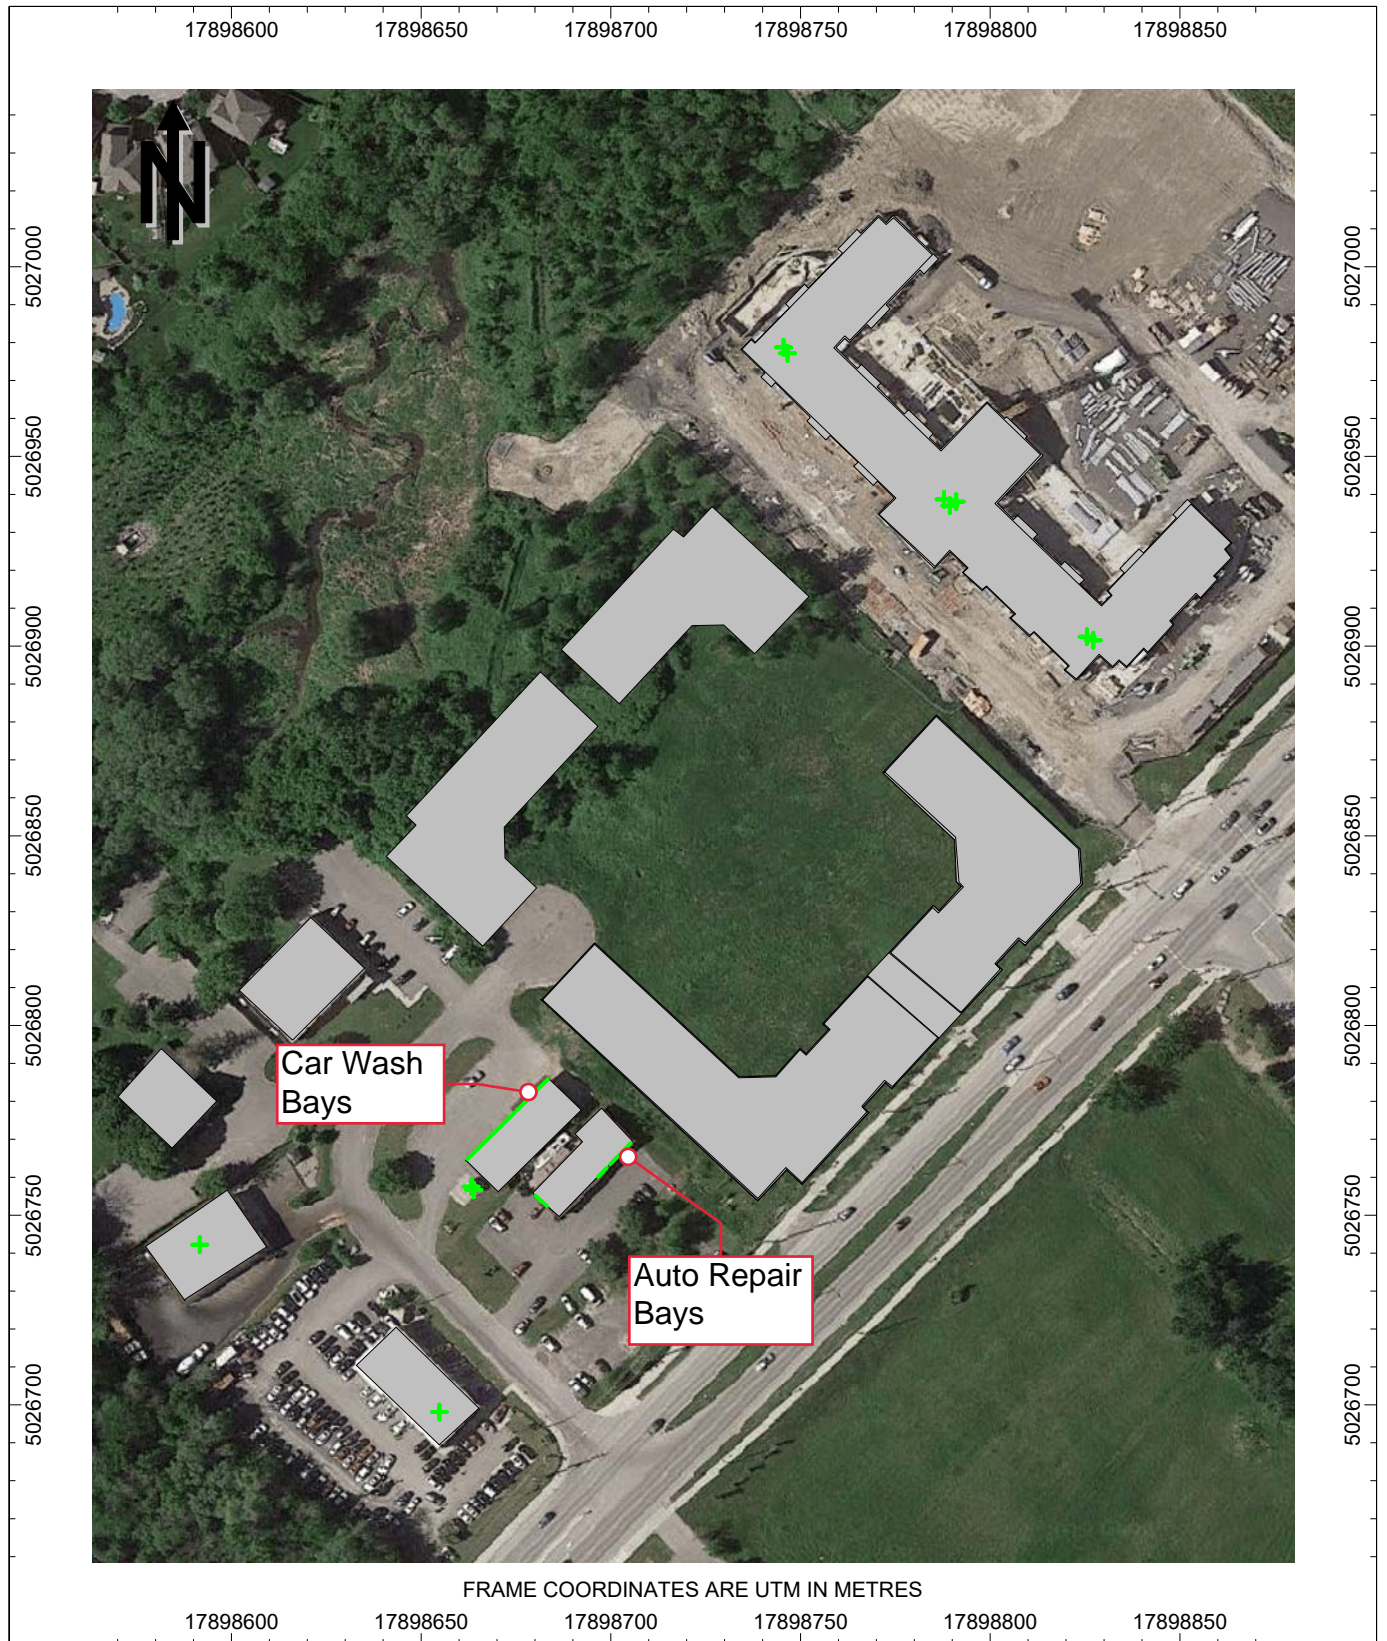 17898600 17898650 17898700 17898750 17898800 17898850
N
5027000 5027000
5026950 5026950
5026900 5026900
5026850 5026850
5026800 5026800
Car Wash
Bays
5026750 5026750
Auto Repair
Bays
5026700 5026700
FRAME COORDINATES ARE UTM IN METRES
17898600 17898650 17898700 17898750 17898800 17898850